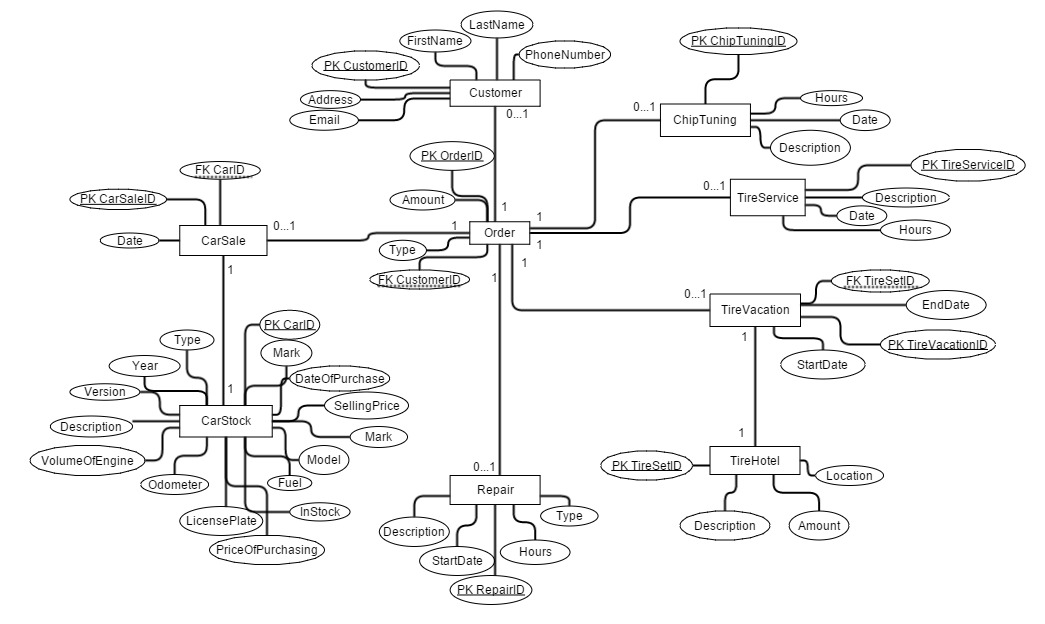 LastName
FirstName
PhoneNumber
PK CustomerID
Customer
Address
Email
0...1
PK ChipTuningID
0...1
Hours
ChipTuning
Date
Description
PK OrderID
Amount
1
1
1
Order
1
1
1
Type
FK CustomerID
PK TireServiceID
0...1
TireService
Description
Date
Hours
FK CarID
PK CarSaleID
0...1
CarSale
Date
1
FK TireSetID
0...1
EndDate
TireVacation
PK TireVacationID
1
StartDate
PK CarID
Type
Mark
Year
DateOfPurchase
Version
1
SellingPrice
CarStock
Description
Mark
VolumeOfEngine
Model
Odometer
Fuel
LicensePlate
InStock
PriceOfPurchasing
1
TireHotel
PK TireSetID
Location
Description
Amount
0...1
Repair
Type
Description
StartDate
Hours
PK RepairID